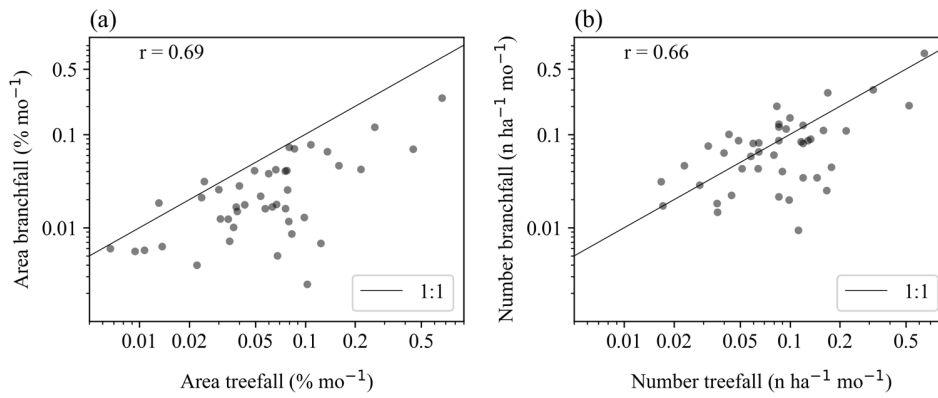 (a)
r = 0.69
0.5
0.1
0.01
Area branchfall (% mo⁻¹)
1:1
0.01 0.02 0.05 0.1 0.2 0.5
Area treefall (% mo⁻¹)
(b)
r = 0.66
0.5
0.1
0.01
Number branchfall (n ha⁻¹ mo⁻¹)
1:1
0.01 0.02 0.05 0.1 0.2 0.5
Number treefall (n ha⁻¹ mo⁻¹)